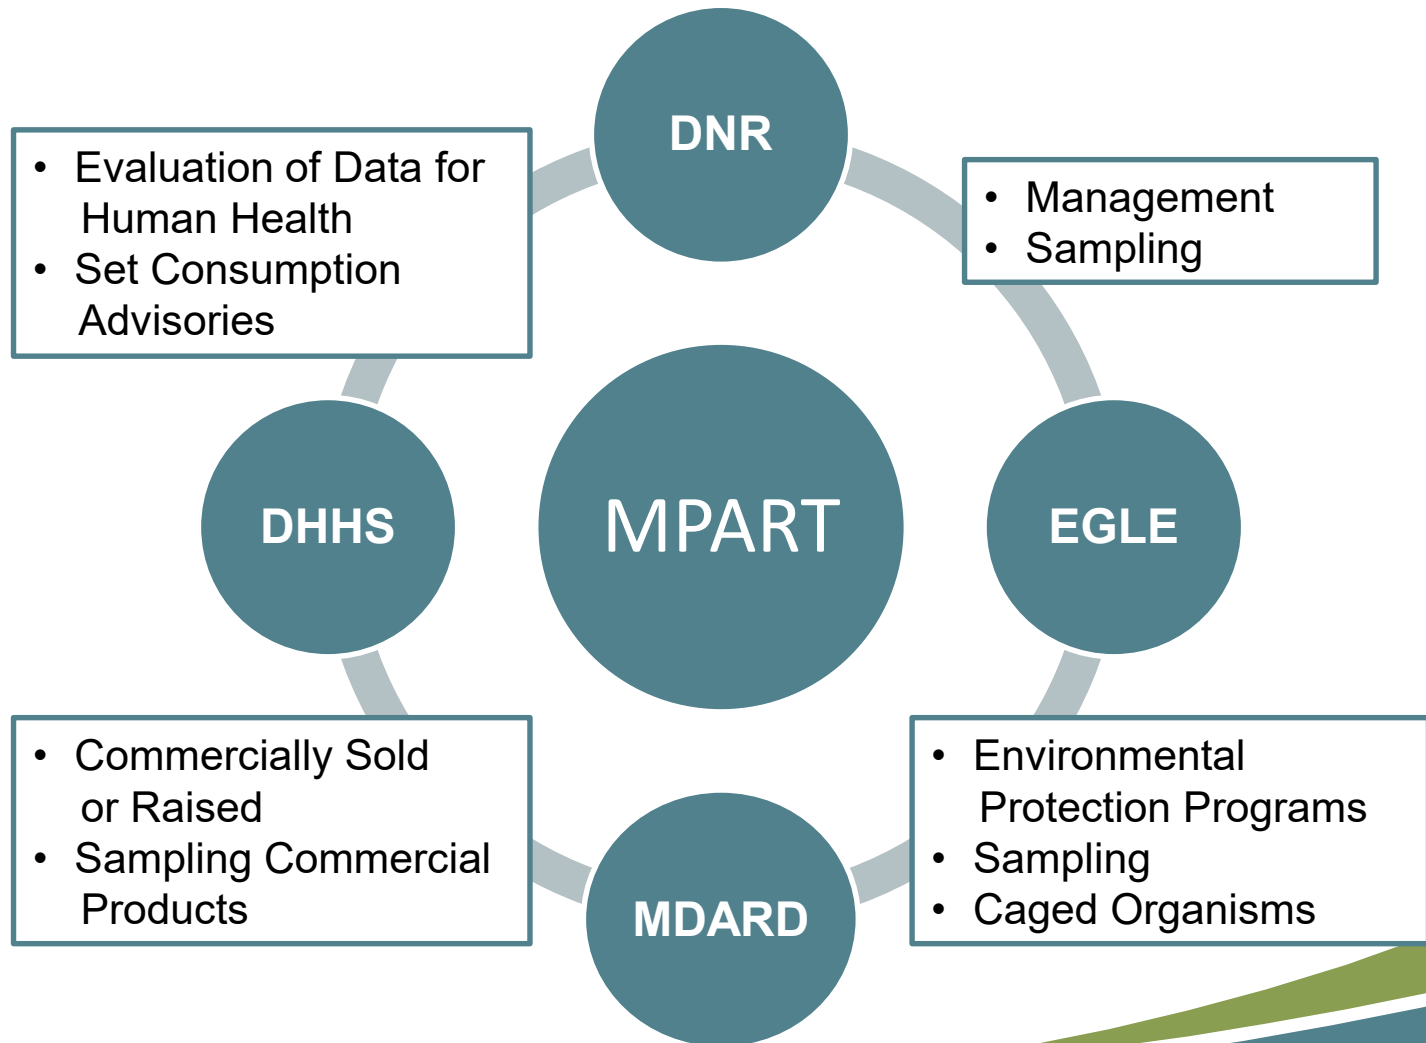 DNR
• Evaluation of Data for
Human Health
• Set Consumption
Advisories
• Management
• Sampling
DHHS
MPART
EGLE
• Commercially Sold
or Raised
• Sampling Commercial
Products
MDARD
• Environmental
Protection Programs
• Sampling
• Caged Organisms